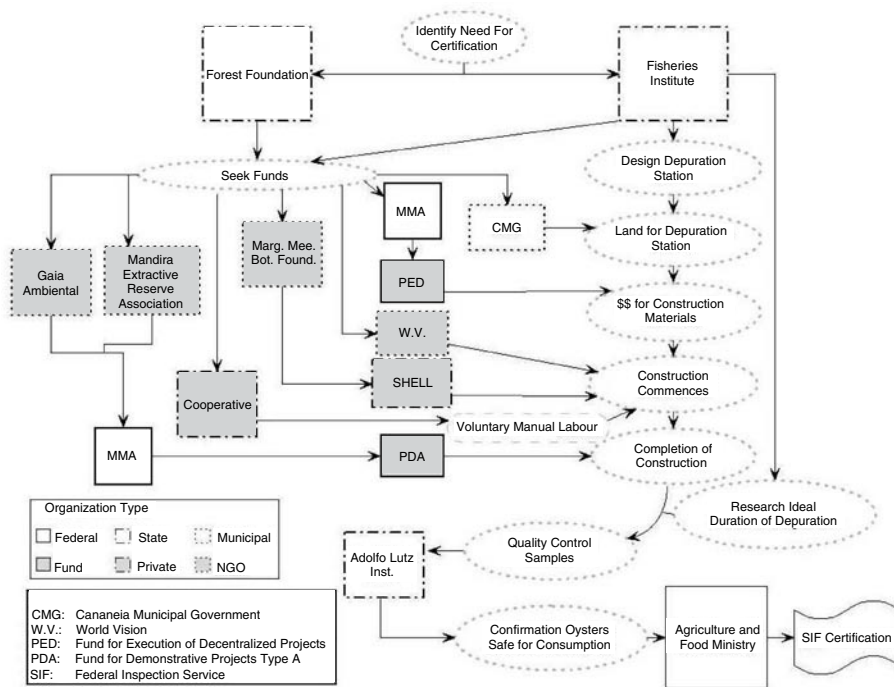 Identify Need For
Certification
Forest Foundation
Fisheries
Institute
Seek Funds
Design Depuration
Station
MMA
CMG
Land for Depuration
Station
Gaia
Ambiental
Mandira
Extractive
Reserve
Association
Marg. Mee.
Bot. Found.
PED
$$ for Construction
Materials
W.V.
SHELL
Construction
Commences
Cooperative
Voluntary Manual Labour
MMA
PDA
Completion of
Construction
Research Ideal
Duration of Depuration
Organization Type
Federal
State
Municipal
Fund
Private
NGO
Adolfo Lutz
Inst.
Quality Control
Samples
CMG: Cananeia Municipal Government
W.V.: World Vision
PED: Fund for Execution of Decentralized Projects
PDA: Fund for Demonstrative Projects Type A
SIF: Federal Inspection Service
Confirmation Oysters
Safe for Consumption
Agriculture and
Food Ministry
SIF Certification